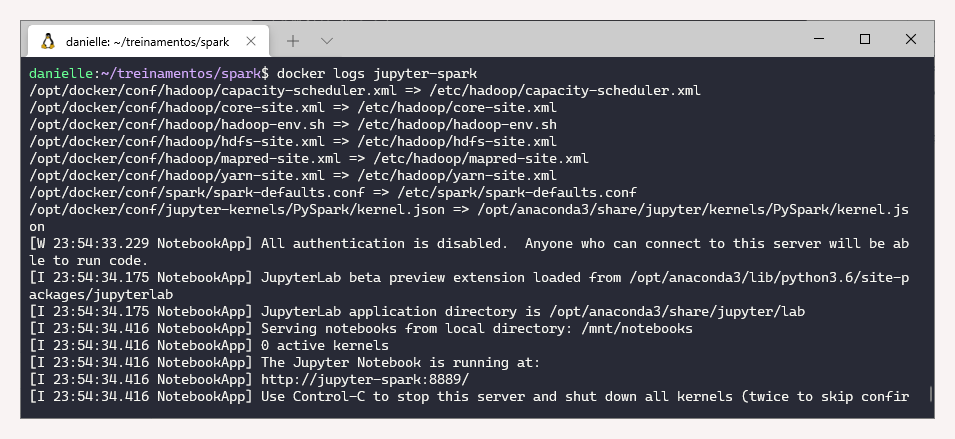 danielle: ~/treinamentos/spark
danielle:~/treinamentos/spark$ docker logs jupyter-spark
/opt/docker/conf/hadoop/capacity-scheduler.xml => /etc/hadoop/capacity-scheduler.xml
/opt/docker/conf/hadoop/core-site.xml => /etc/hadoop/core-site.xml
/opt/docker/conf/hadoop/hadoop-env.sh => /etc/hadoop/hadoop-env.sh
/opt/docker/conf/hadoop/hdfs-site.xml => /etc/hadoop/hdfs-site.xml
/opt/docker/conf/hadoop/mapred-site.xml => /etc/hadoop/mapred-site.xml
/opt/docker/conf/hadoop/yarn-site.xml => /etc/hadoop/yarn-site.xml
/opt/docker/conf/spark/spark-defaults.conf => /etc/spark/spark-defaults.conf
/opt/docker/conf/jupyter-kernels/PySpark/kernel.json => /opt/anaconda3/share/jupyter/kernels/PySpark/kernel.js
on
[W 23:54:33.229 NotebookApp] All authentication is disabled.  Anyone who can connect to this server will be ab
le to run code.
[I 23:54:34.175 NotebookApp] JupyterLab beta preview extension loaded from /opt/anaconda3/lib/python3.6/site-p
ackages/jupyterlab
[I 23:54:34.175 NotebookApp] JupyterLab application directory is /opt/anaconda3/share/jupyter/lab
[I 23:54:34.416 NotebookApp] Serving notebooks from local directory: /mnt/notebooks
[I 23:54:34.416 NotebookApp] 0 active kernels
[I 23:54:34.416 NotebookApp] The Jupyter Notebook is running at:
[I 23:54:34.416 NotebookApp] http://jupyter-spark:8889/
[I 23:54:34.416 NotebookApp] Use Control-C to stop this server and shut down all kernels (twice to skip confir